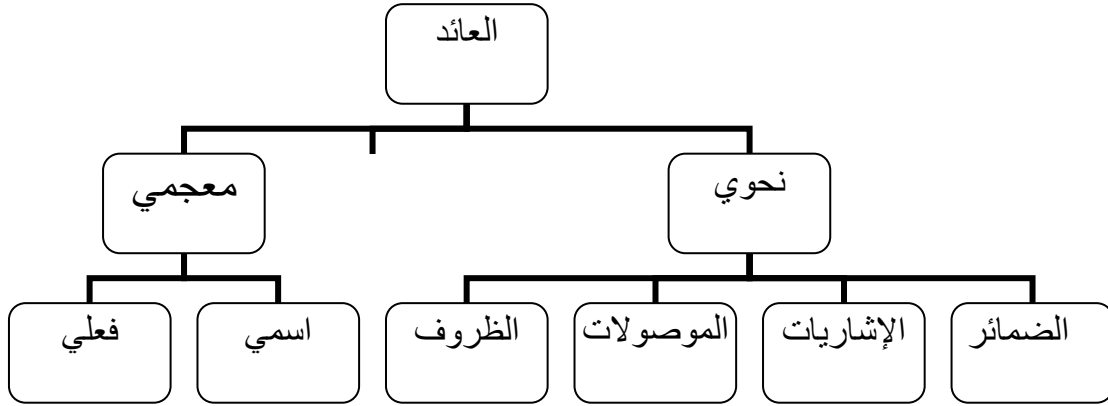 العائد
نحوي
معجمي
الضمائر
الإشاريات
الموصولات
الظروف
اسمي
فعلي